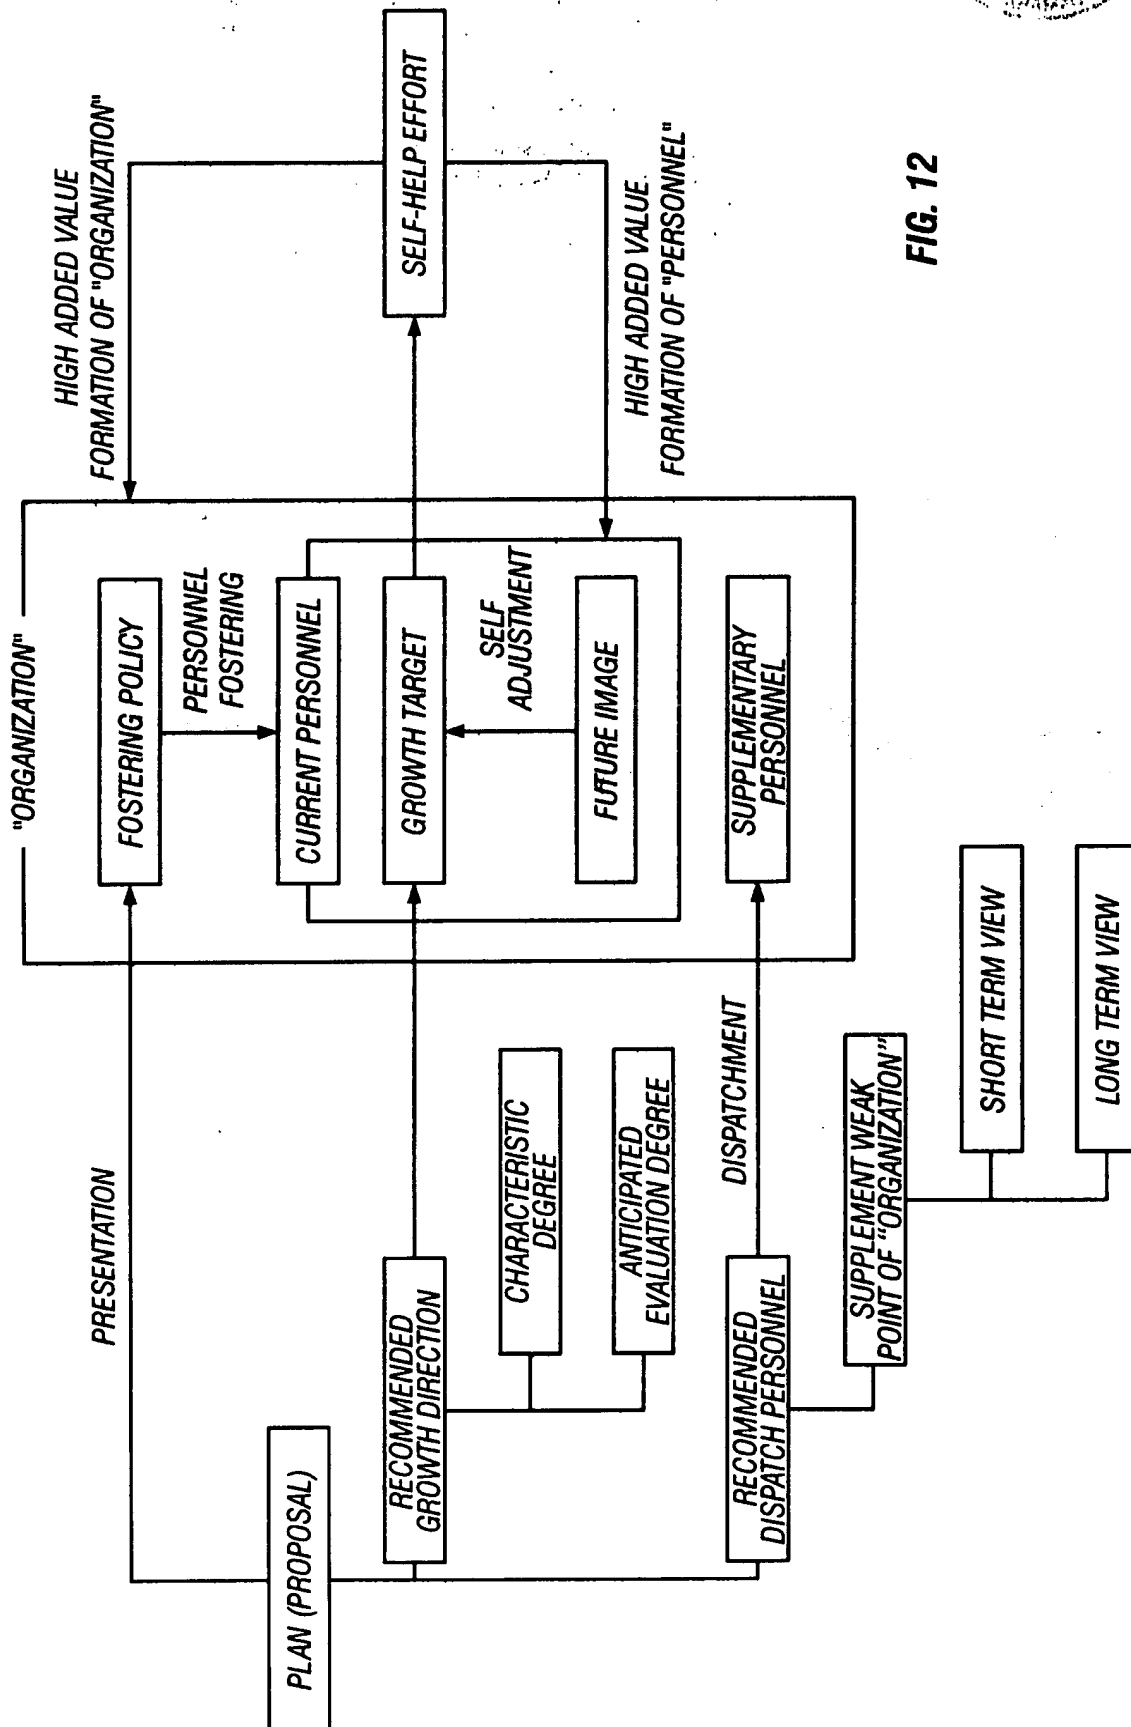 PLAN (PROPOSAL)
PRESENTATION
RECOMMENDED
GROWTH DIRECTION
CHARACTERISTIC
DEGREE
ANTICIPATED
EVALUATION DEGREE
RECOMMENDED
DISPATCH PERSONNEL
DISPATCHMENT
SUPPLEMENT WEAK
POINT OF "ORGANIZATION"
SHORT TERM VIEW
LONG TERM VIEW
"ORGANIZATION"
FOSTERING POLICY
PERSONNEL
FOSTERING
CURRENT PERSONNEL
GROWTH TARGET
SELF
ADJUSTMENT
FUTURE IMAGE
SUPPLEMENTARY
PERSONNEL
HIGH ADDED VALUE
FORMATION OF "ORGANIZATION"
SELF-HELP EFFORT
HIGH ADDED VALUE
FORMATION OF "PERSONNEL"
FIG. 12